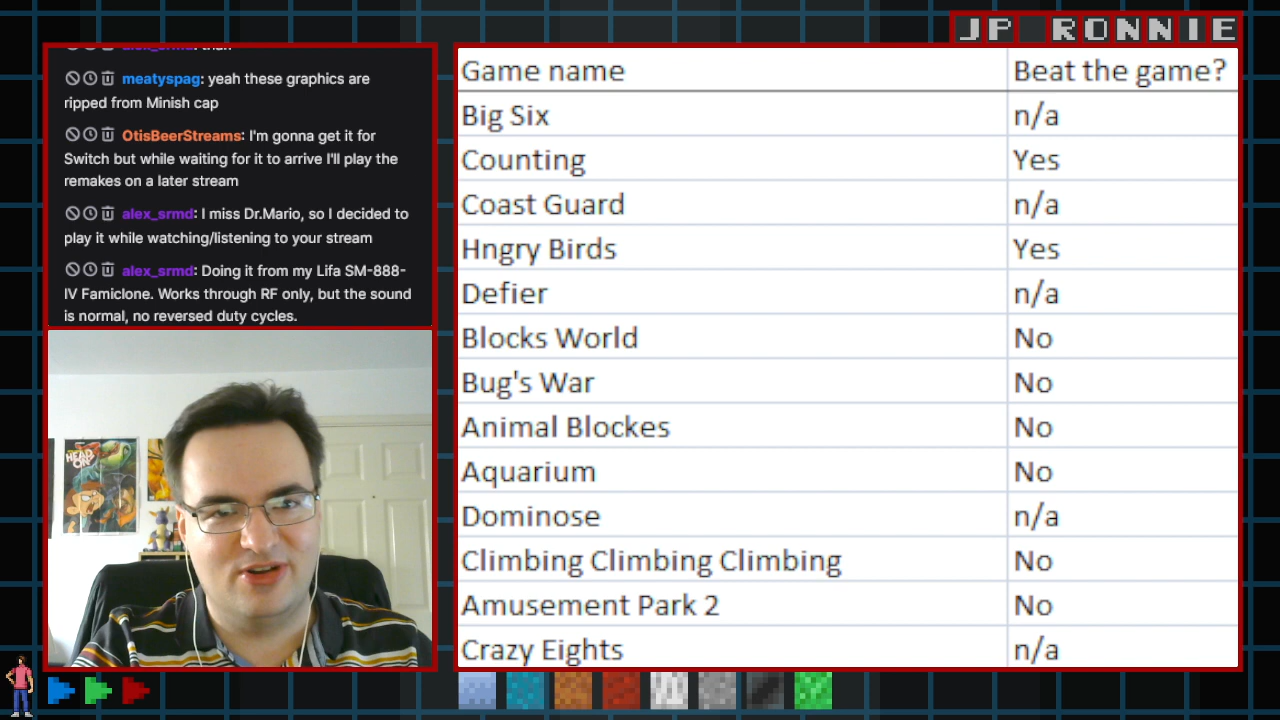 JP RONNIE
alex_srmd: than
meatyspag: yeah these graphics are
ripped from Minish cap
OtisBeerStreams: I'm gonna get it for
Switch but while waiting for it to arrive I'll play the
remakes on a later stream
alex_srmd: I miss Dr.Mario, so I decided to
play it while watching/listening to your stream
alex_srmd: Doing it from my Lifa SM-888-
IV Famiclone. Works through RF only, but the sound
is normal, no reversed duty cycles.
HEAD
ON
Game name Beat the game?
Big Six n/a
Counting Yes
Coast Guard n/a
Hngry Birds Yes
Defier n/a
Blocks World No
Bug's War No
Animal Blockes No
Aquarium No
Dominose n/a
Climbing Climbing Climbing No
Amusement Park 2 No
Crazy Eights n/a